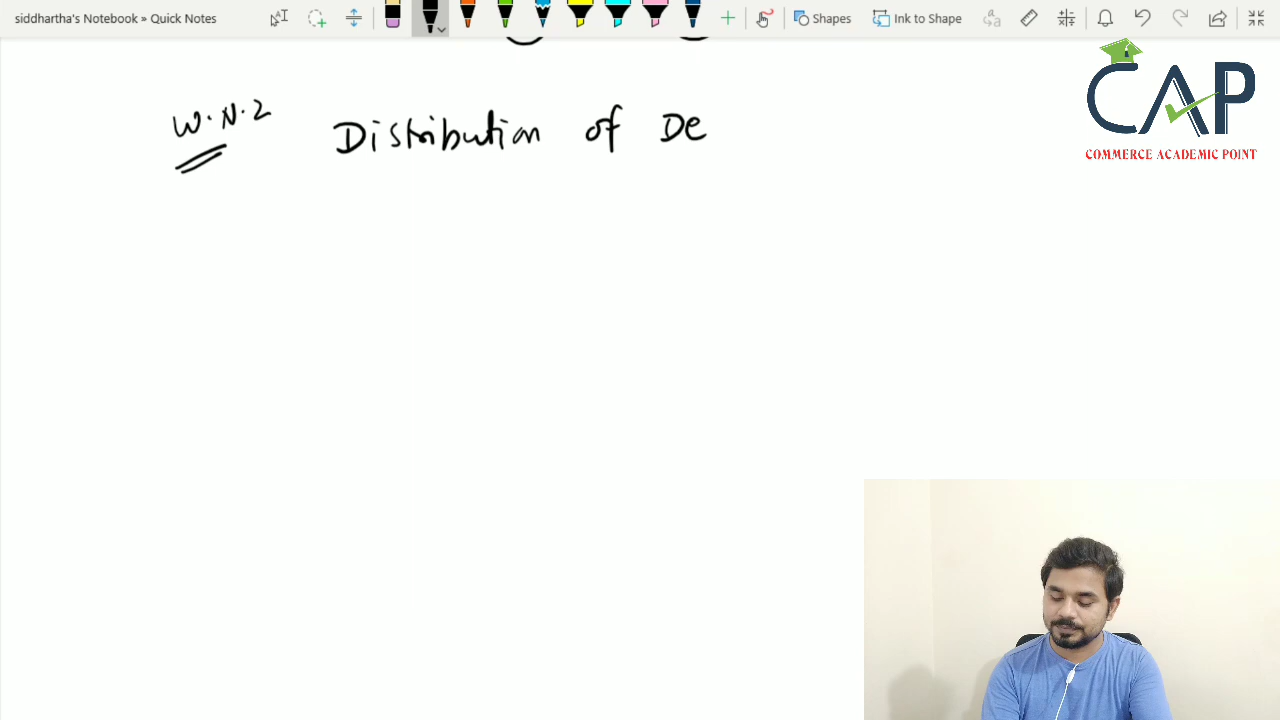 siddhartha's Notebook » Quick Notes
Shapes
Ink to Shape
CAP
COMMERCE ACADEMIC POINT
W.N.2 Distribution of De